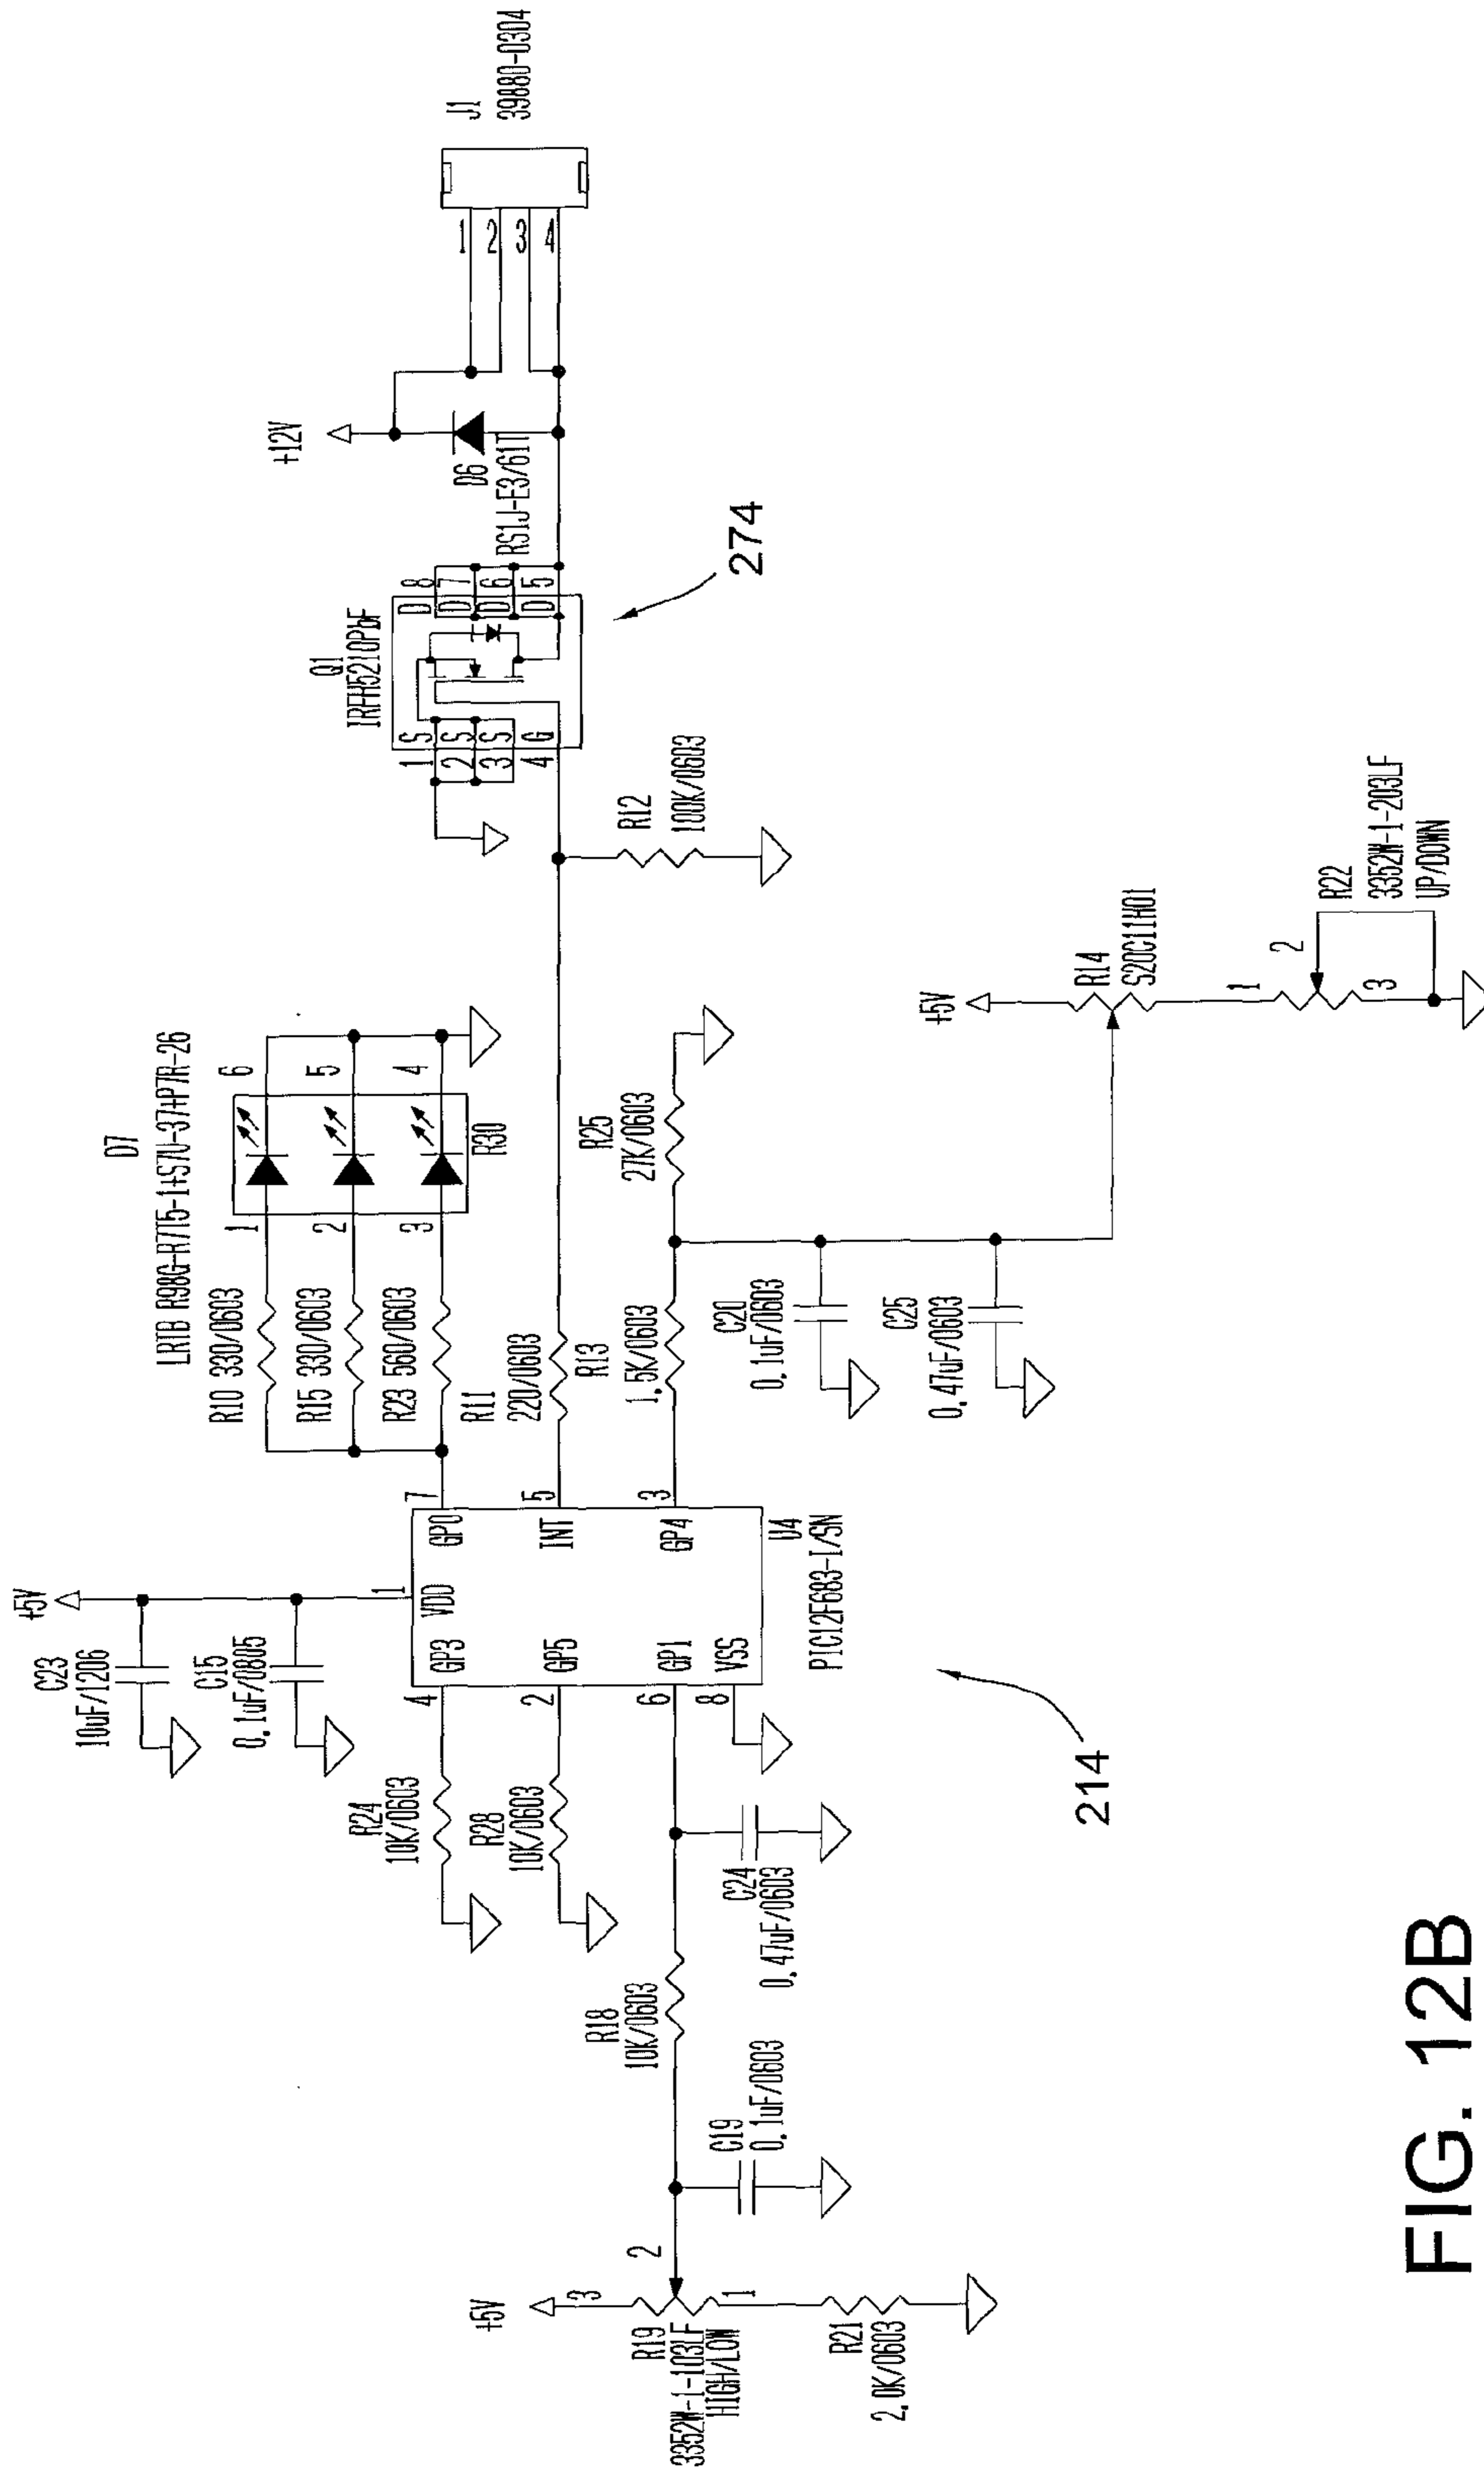 +5V
C23
10uF/1206
C15
0.1uF/0805
R24
10K/0603
R28
10K/0603
4
2
6
8
1
VDD
GP3
GP5
GP1
VSS
GP0
INT
GP4
7
5
3
U4
PIC12F683-I/SN
D7
LRTB R98G-R7T5-1+S7U-37+P7R-26
R10 330/0603
R15 330/0603
R23 560/0603
R11
220/0603
R13
1.5K/0603
1
2
3
6
5
4
R30
R25
27K/0603
C20
0.1uF/0603
C25
0.47uF/0603
+5V
R14
S20C11H01
1
2
3
R22
3352W-1-203LF
UP/DOWN
R12
100K/0603
Q1
IRFH5210PbF
1 S
2 S
3 S
4 G
D 8
D 7
D 6
D 5
274
+12V
D6
RS1J-E3/61T
1
2
3
4
J1
39880-0304
+5V
3
2
1
R19
3352W-1-103LF
HIGH/LOW
R21
2.0K/0603
C19
0.1uF/0603
R18
10K/0603
C24
0.47uF/0603
214
FIG. 12B